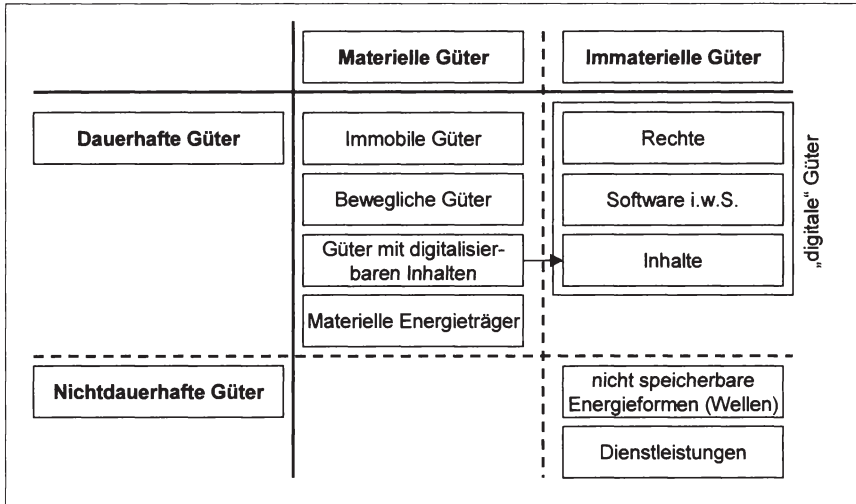 Materielle Güter
Immaterielle Güter
Dauerhafte Güter
Immobile Güter
Rechte
Bewegliche Güter
Software i.w.S.
Güter mit digitalisier-
baren Inhalten
Inhalte
Materielle Energieträger
„digitale“ Güter
Nichtdauerhafte Güter
nicht speicherbare
Energieformen (Wellen)
Dienstleistungen